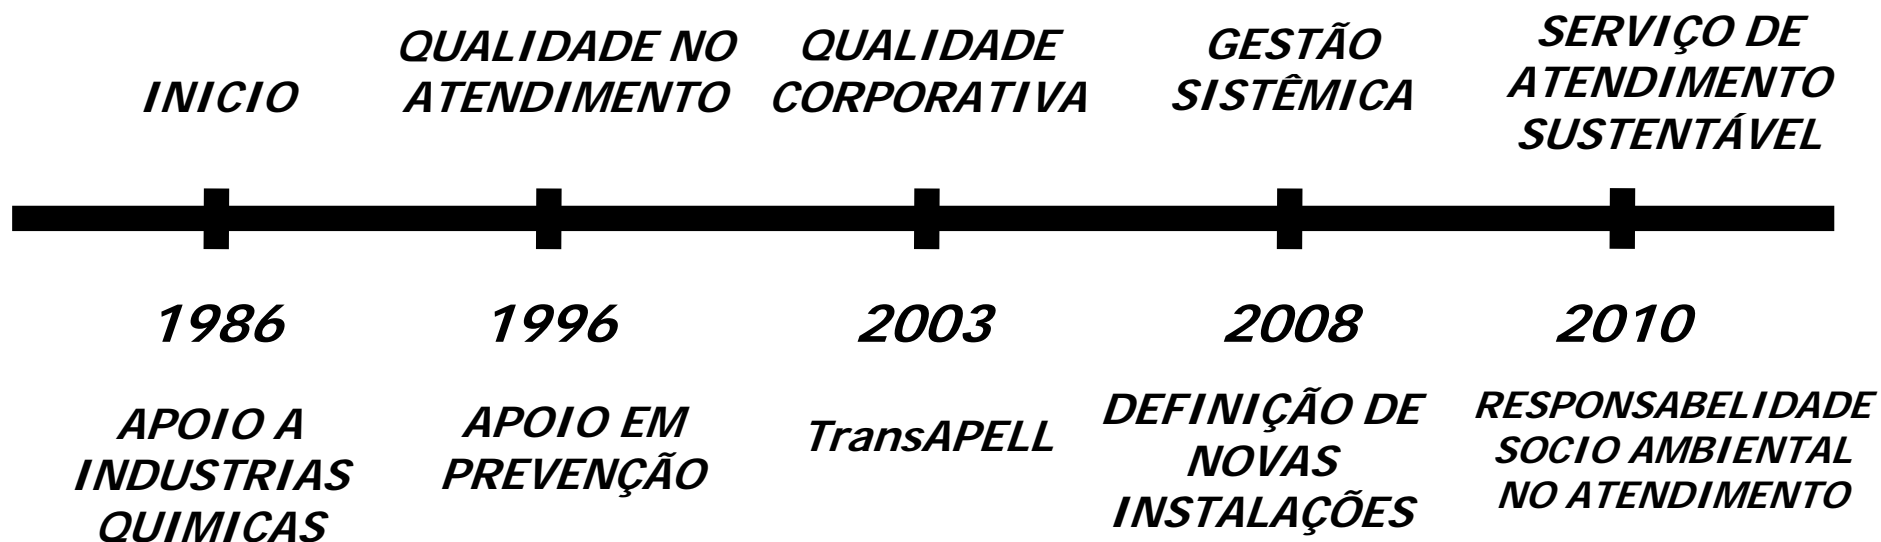 INICIO
QUALIDADE NO
ATENDIMENTO
QUALIDADE
CORPORATIVA
GESTÃO
SISTÊMICA
SERVIÇO DE
ATENDIMENTO
SUSTENTÁVEL
1986
1996
2003
2008
2010
APOIO A
INDUSTRIAS
QUIMICAS
APOIO EM
PREVENÇÃO
TransAPELL
DEFINIÇÃO DE
NOVAS
INSTALAÇÕES
RESPONSABELIDADE
SOCIO AMBIENTAL
NO ATENDIMENTO